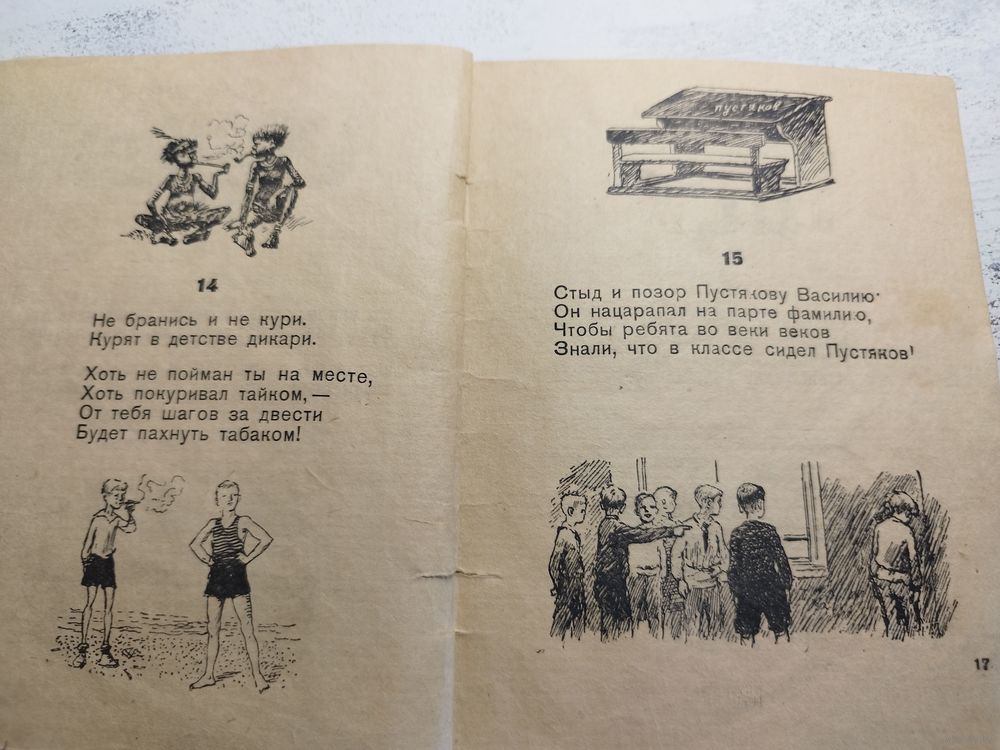 14
Не бранись и не кури.
Курят в детстве дикари.
Хоть не пойман ты на месте,
Хоть покуривал тайком, —
От тебя шагов за двести
Будет пахнуть табаком!
пустяков
15
Стыд и позор Пустякову Василию·
Он нацарапал на парте фамилию,
Чтобы ребята во веки веков
Знали, что в классе сидел Пустяков!
17